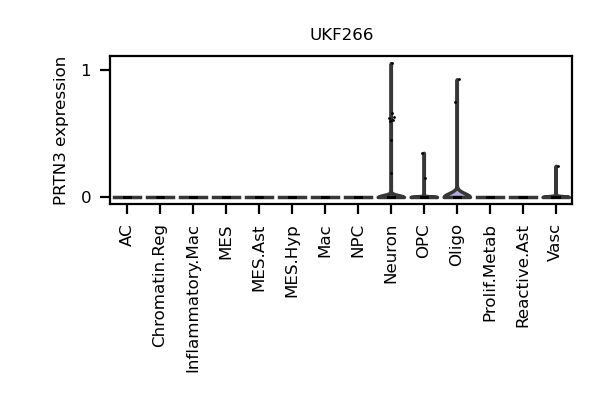 UKF266
PRTN3 expression
1
0
AC
Chromatin.Reg
Inflammatory.Mac
MES
MES.Ast
MES.Hyp
Mac
NPC
Neuron
OPC
Oligo
Prolif.Metab
Reactive.Ast
Vasc